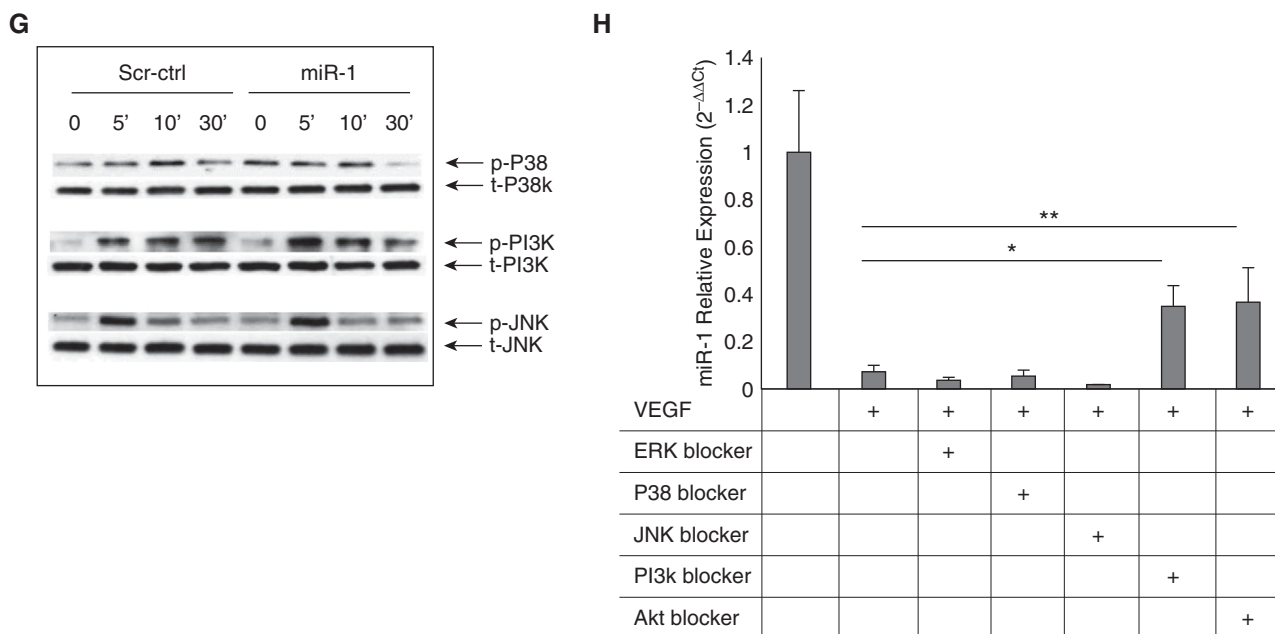 G
Scr-ctrl miR-1
0 5' 10' 30' 0 5' 10' 30'
p-P38
t-P38k
p-PI3K
t-PI3K
p-JNK
t-JNK
H
miR-1 Relative Expression (2−ΔΔCt)
1.4
1.2
1
0.8
0.6
0.4
0.2
0
**
*
VEGF + + + + + +
ERK blocker +
P38 blocker +
JNK blocker +
PI3k blocker +
Akt blocker +